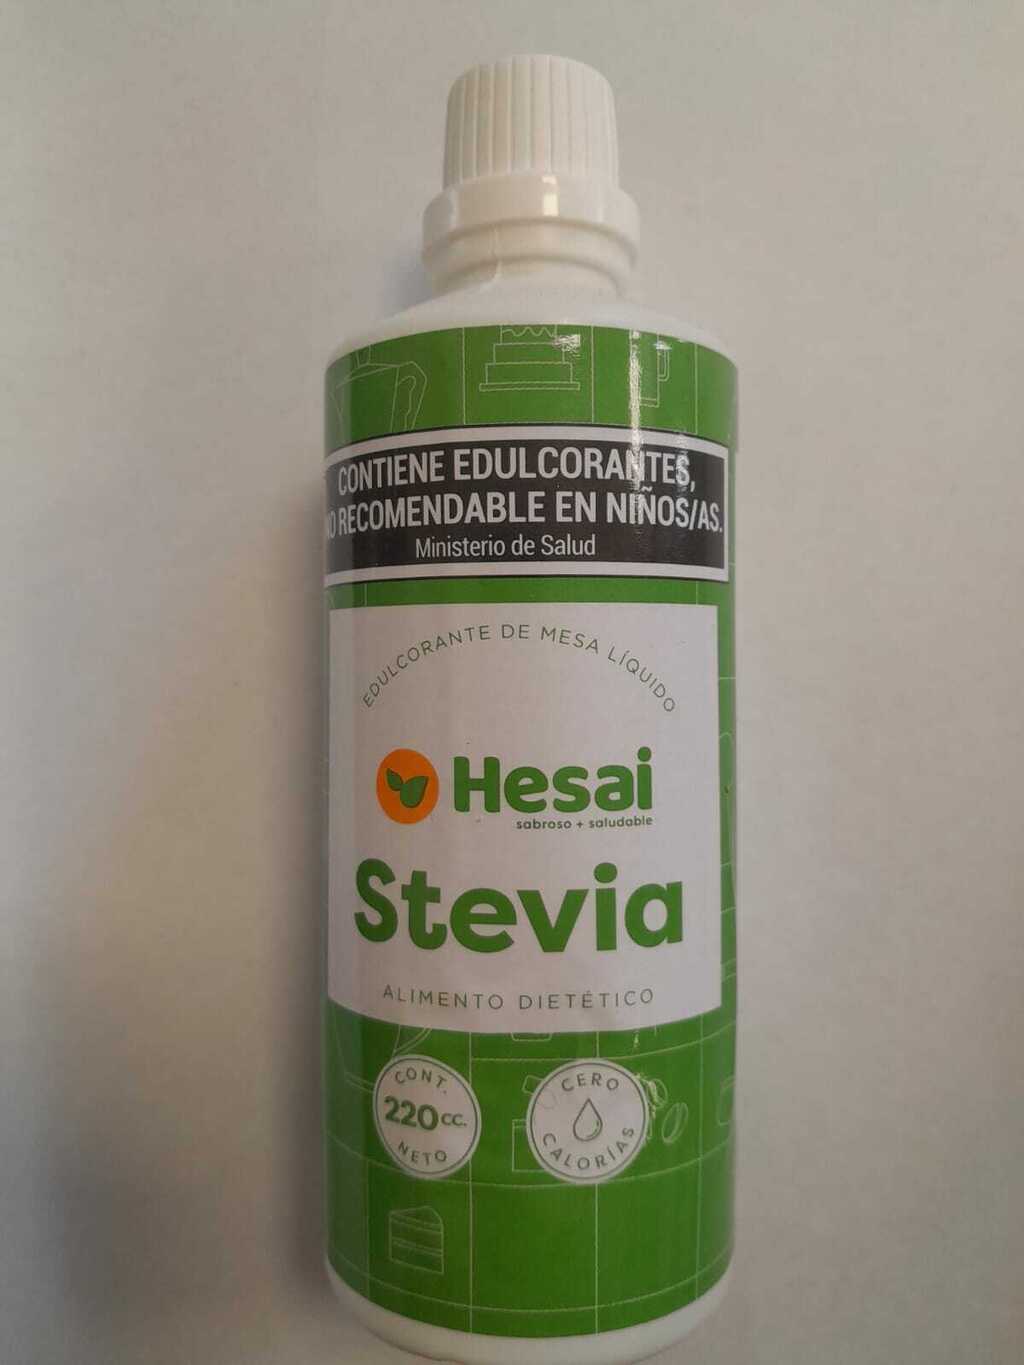 CONTIENE EDULCORANTES,
NO RECOMENDABLE EN NIÑOS/AS.
Ministerio de Salud
EDULCORANTE DE MESA LÍQUIDO
Hesai
sabroso + saludable
Stevia
ALIMENTO DIETÉTICO
CONT.
220 CC.
NETO
CERO
CALORÍAS